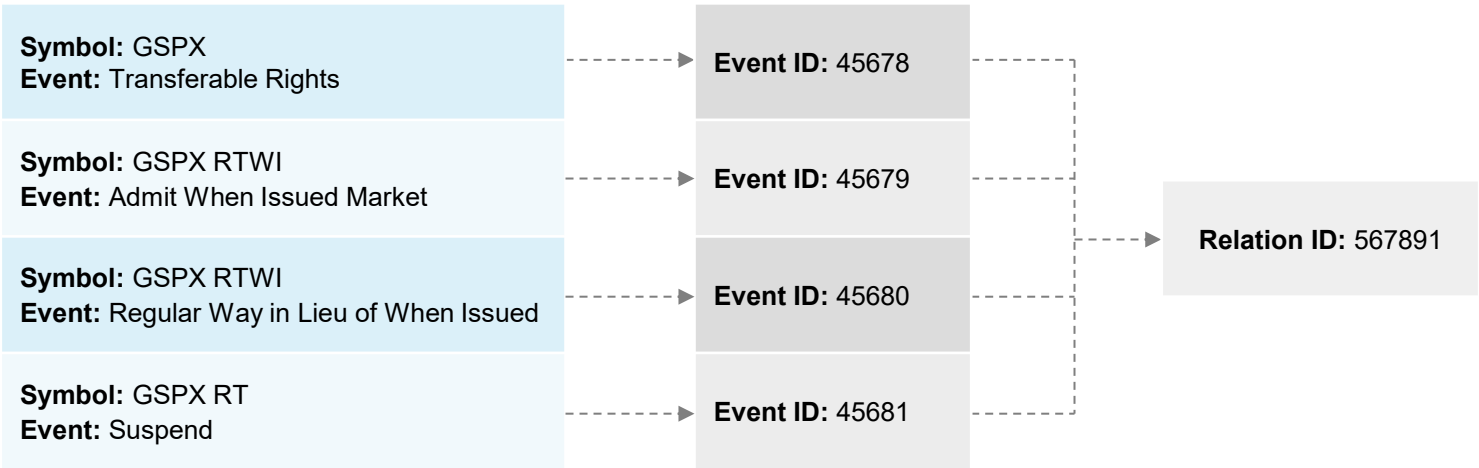 Symbol: GSPX
Event: Transferable Rights
Event ID: 45678
Symbol: GSPX RTWI
Event: Admit When Issued Market
Event ID: 45679
Symbol: GSPX RTWI
Event: Regular Way in Lieu of When Issued
Event ID: 45680
Symbol: GSPX RT
Event: Suspend
Event ID: 45681
Relation ID: 567891